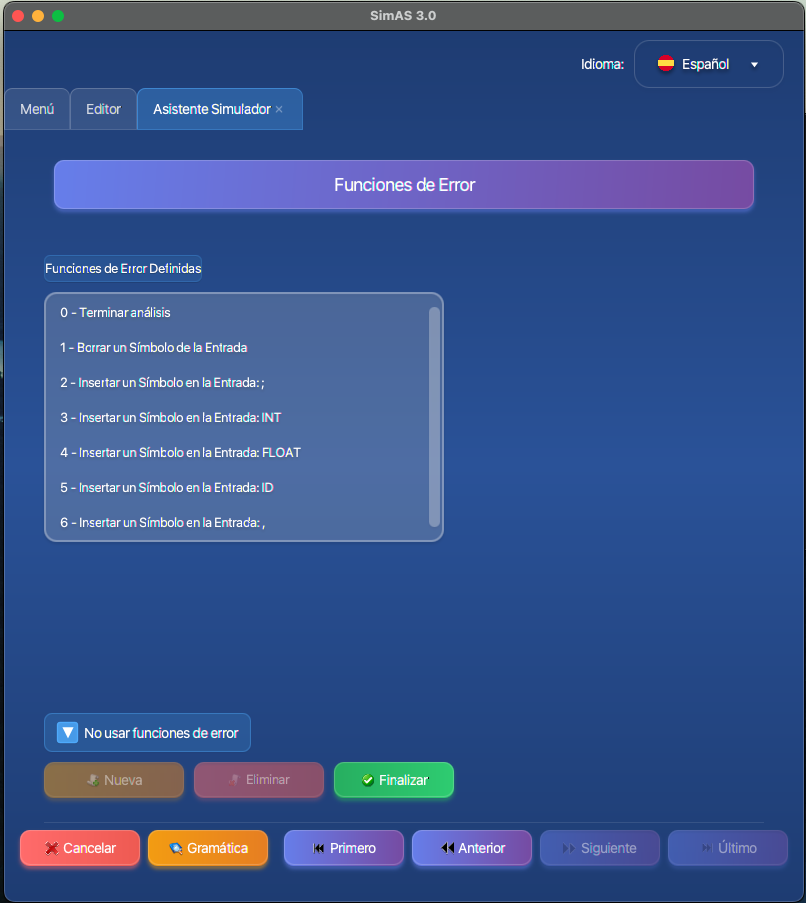 SimAS 3.0
Idioma: Español
Menú Editor Asistente Simulador ×
Funciones de Error
Funciones de Error Definidas
0 - Terminar análisis
1 - Borrar un Símbolo de la Entrada
2 - Insertar un Símbolo en la Entrada: ;
3 - Insertar un Símbolo en la Entrada: INT
4 - Insertar un Símbolo en la Entrada: FLOAT
5 - Insertar un Símbolo en la Entrada: ID
6 - Insertar un Símbolo en la Entrada: ,
No usar funciones de error
Nueva Eliminar Finalizar
Cancelar Gramática Primero Anterior Siguiente Último